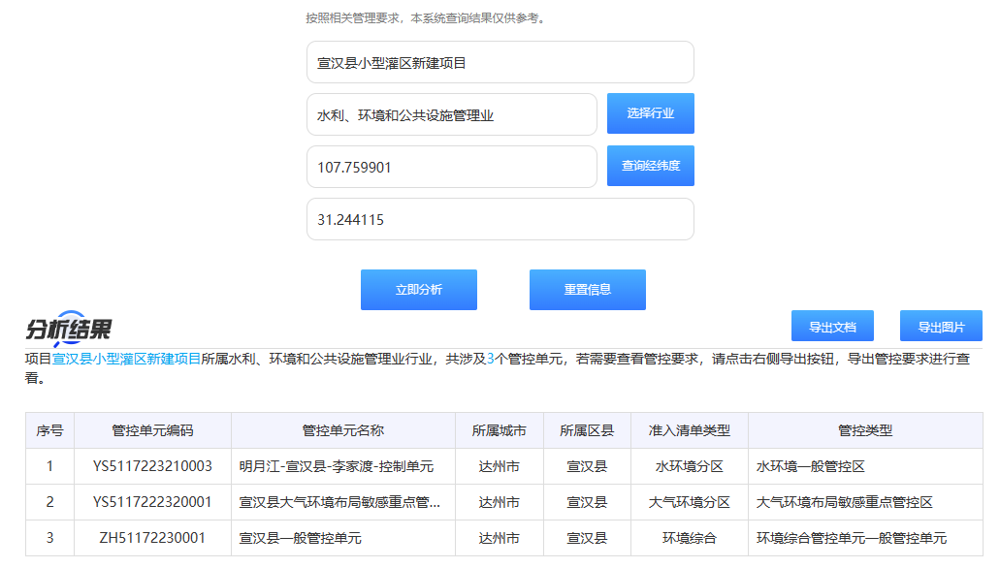 按照相关管理要求，本系统查询结果仅供参考。
宣汉县小型灌区新建项目
水利、环境和公共设施管理业 选择行业
107.759901 查询经纬度
31.244115
立即分析 重置信息
分析结果 导出文档 导出图片
项目宣汉县小型灌区新建项目所属水利、环境和公共设施管理业行业，共涉及3个管控单元，若需要查看管控要求，请点击右侧导出按钮，导出管控要求进行查
看。
序号 管控单元编码 管控单元名称 所属城市 所属区县 准入清单类型 管控类型
1 YS5117223210003 明月江-宣汉县-李家渡-控制单元 达州市 宣汉县 水环境分区 水环境一般管控区
2 YS5117222320001 宣汉县大气环境布局敏感重点管... 达州市 宣汉县 大气环境分区 大气环境布局敏感重点管控区
3 ZH51172230001 宣汉县一般管控单元 达州市 宣汉县 环境综合 环境综合管控单元一般管控单元